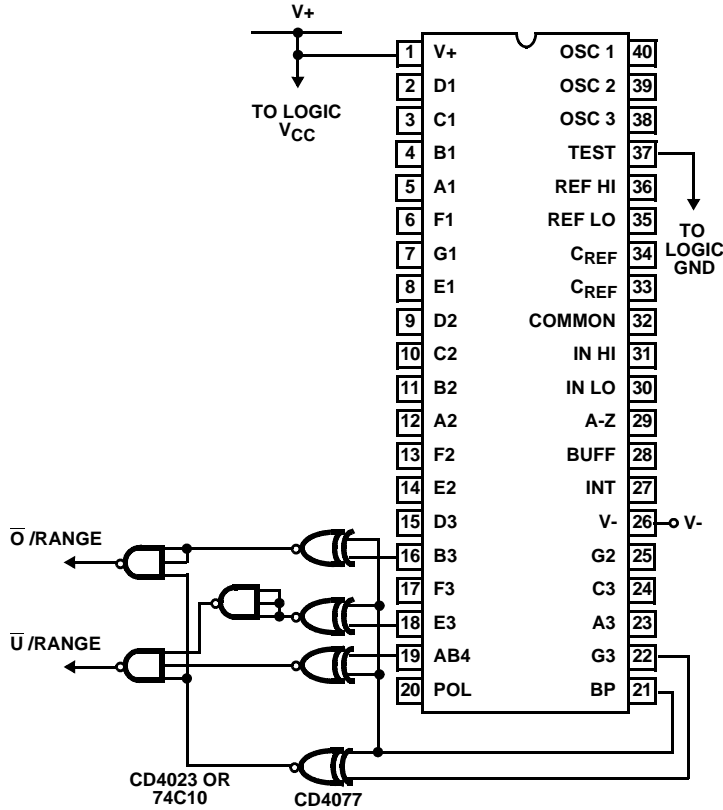 V+
TO LOGIC
VCC
1 V+ OSC 1 40
2 D1 OSC 2 39
3 C1 OSC 3 38
4 B1 TEST 37
5 A1 REF HI 36
6 F1 REF LO 35
7 G1 CREF 34
8 E1 CREF 33
9 D2 COMMON 32
10 C2 IN HI 31
11 B2 IN LO 30
12 A2 A-Z 29
13 F2 BUFF 28
14 E2 INT 27
15 D3 V- 26 V-
16 B3 G2 25
17 F3 C3 24
18 E3 A3 23
19 AB4 G3 22
20 POL BP 21
TO
LOGIC
GND
O̅ /RANGE
U̅ /RANGE
CD4023 OR
74C10
CD4077